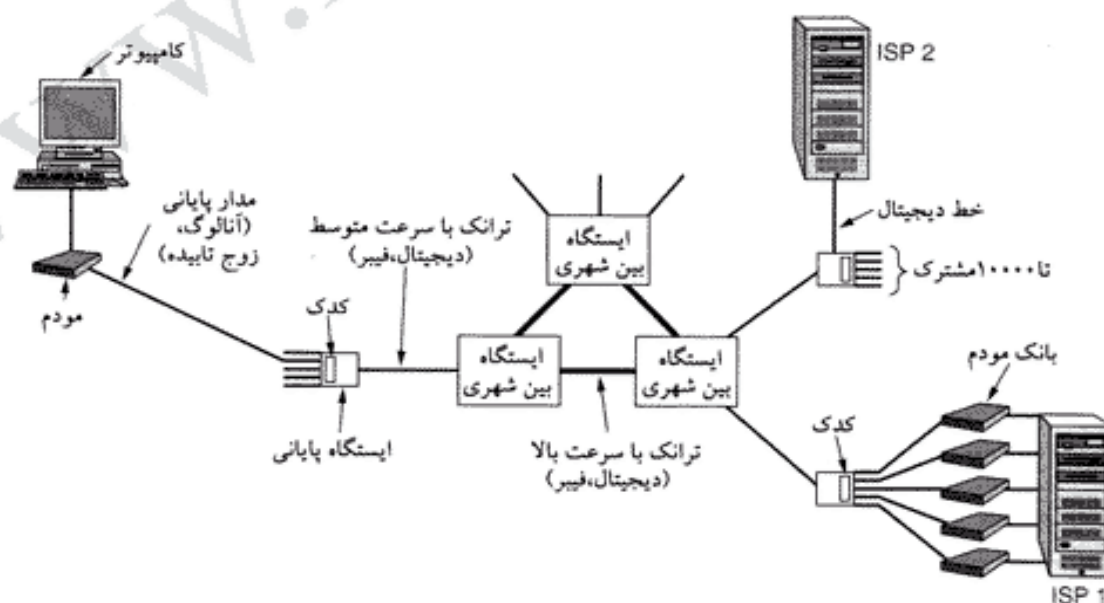 کامپیوتر
مدار پایانی
(آنالوگ،
زوج تابیده)
مودم
کدک
ایستگاه پایانی
ترانک با سرعت متوسط
(دیجیتال،فیبر)
ایستگاه
بین شهری
ایستگاه
بین شهری
ایستگاه
بین شهری
ترانک با سرعت بالا
(دیجیتال،فیبر)
ISP 2
خط دیجیتال
تا۱۰۰۰۰مشترک
بانک مودم
کدک
ISP 1